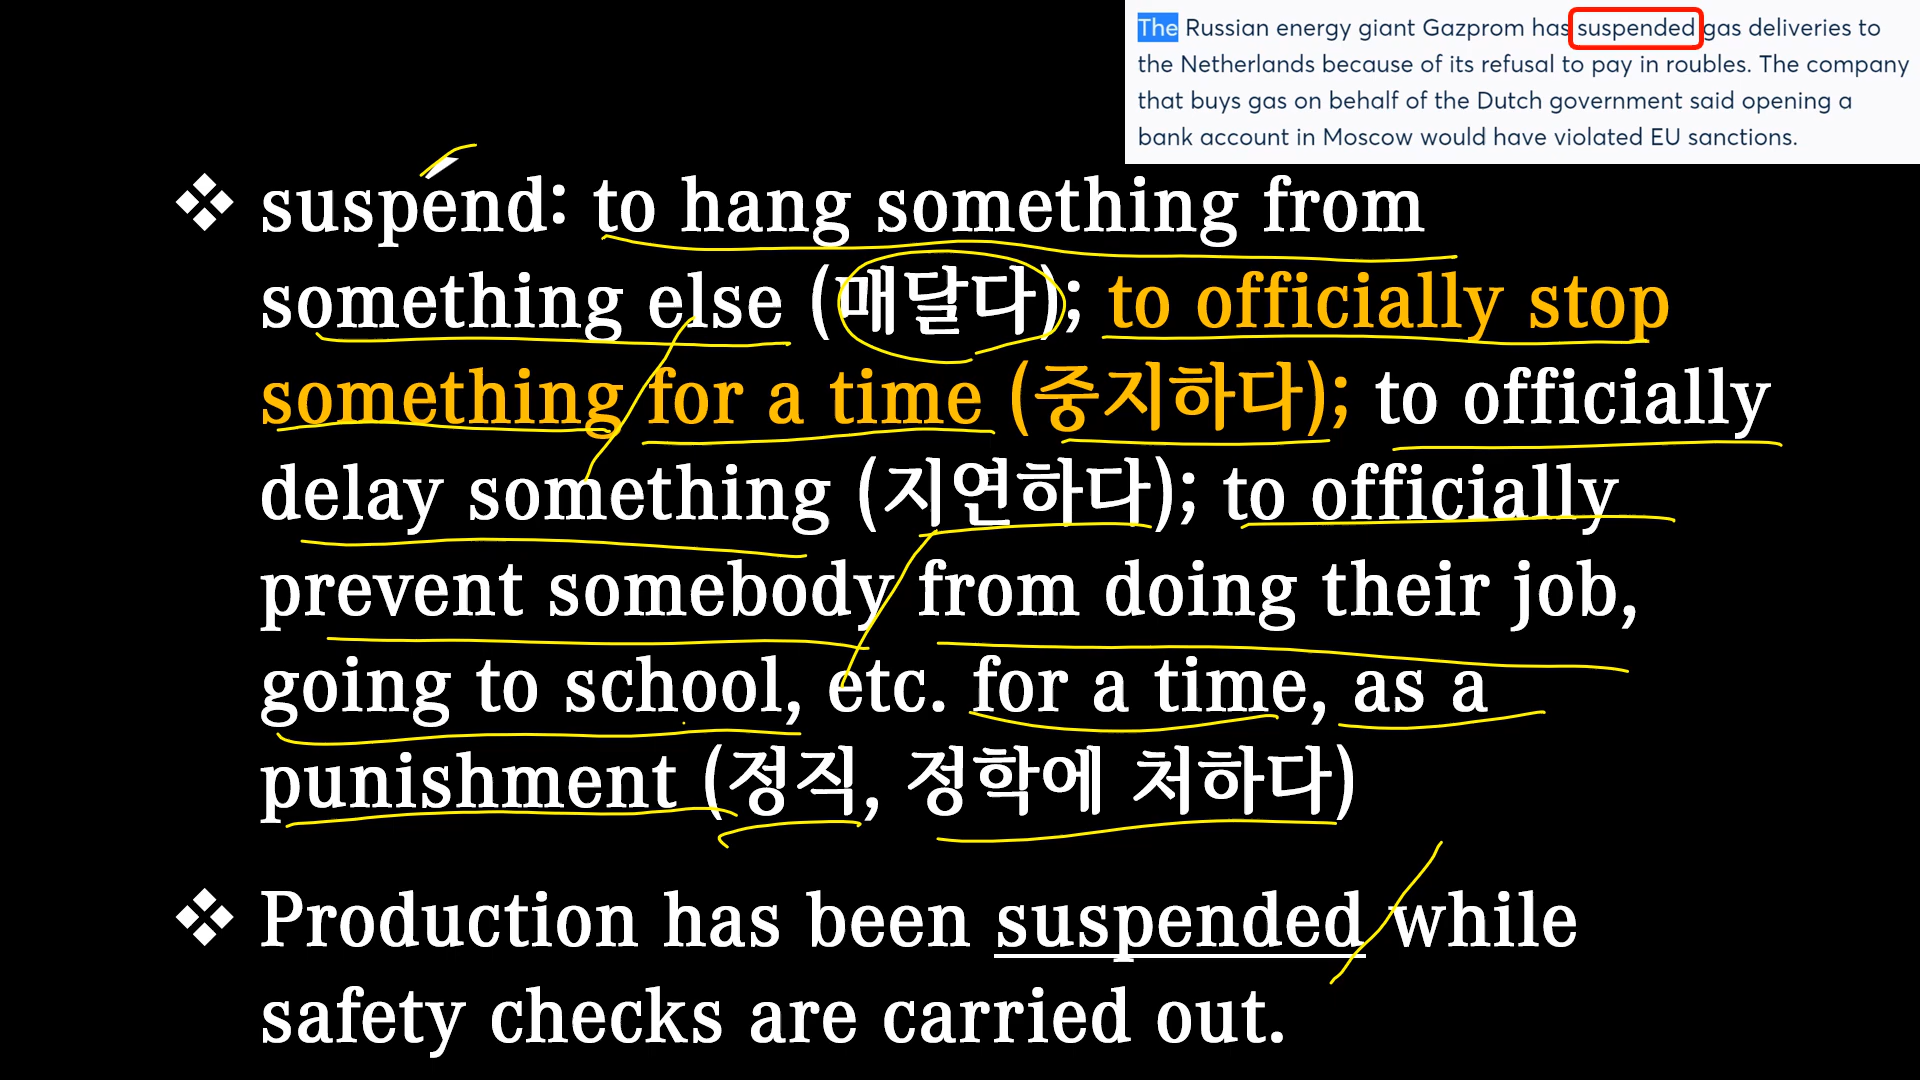 The Russian energy giant Gazprom has suspended gas deliveries to
the Netherlands because of its refusal to pay in roubles. The company
that buys gas on behalf of the Dutch government said opening a
bank account in Moscow would have violated EU sanctions.
❖ suspénd: to hang something from
something else (매달다); to officially stop
something for a time (중지하다); to officially
delay something (지연하다); to officially
prevent somebody from doing their job,
going to school, etc. for a time, as a
punishment (정직, 정학에 처하다)
❖ Production has been suspended while
safety checks are carried out.